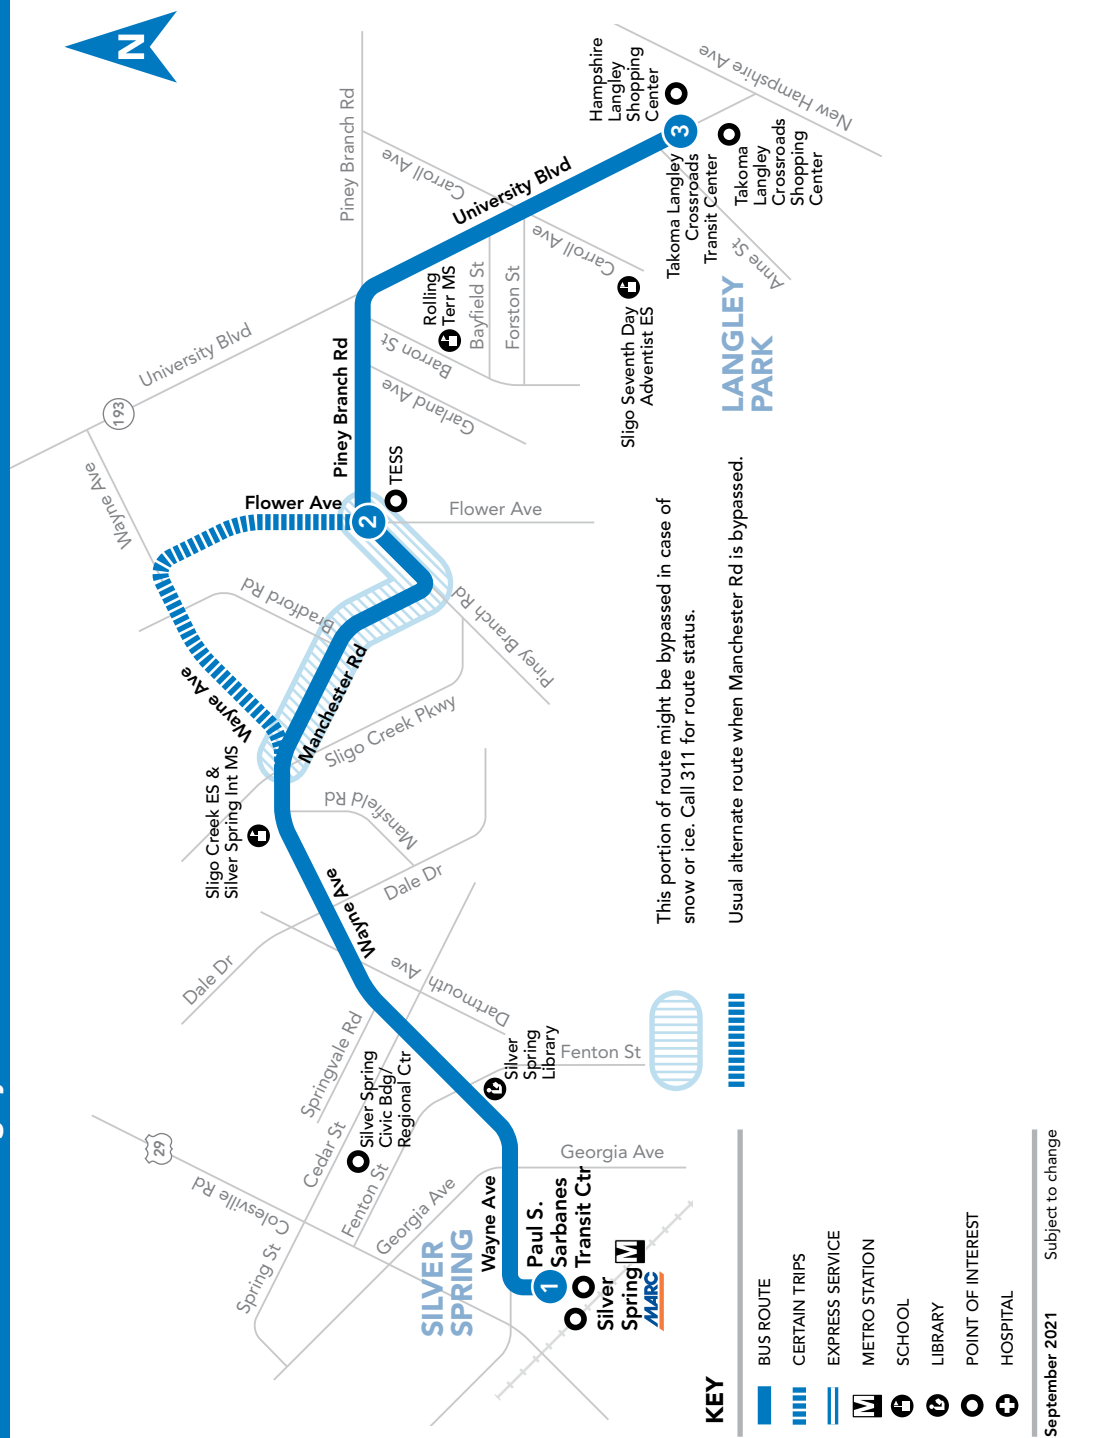 N
29
193
Colesville Rd
Spring St
Cedar St
Springvale Rd
Fenton St
Georgia Ave
Silver Spring
Civic Bdg/
Regional Ctr
SILVER
SPRING
Wayne Ave
1
Paul S.
Sarbanes
Transit Ctr
Silver
Spring
M
MARC
Georgia Ave
Fenton St
Silver
Spring
Library
Dartmouth Ave
Dale Dr
Dale Dr
Wayne Ave
Mansfield Rd
Sligo Creek ES &
Silver Spring Int MS
Sligo Creek Pkwy
Wayne Ave
Manchester Rd
Bradford Rd
Piney Branch Rd
Wayne Ave
Flower Ave
2
TESS
Flower Ave
University Blvd
Piney Branch Rd
Garland Ave
Barron St
Rolling
Terr MS
Bayfield St
Forston St
Piney Branch Rd
Carroll Ave
Carroll Ave
University Blvd
Sligo Seventh Day
Adventist ES
Hampshire
Langley
Shopping
Center
3
Takoma Langley
Crossroads
Transit Center
Takoma
Langley
Crossroads
Shopping
Center
New Hampshire Ave
Anne St
LANGLEY
PARK
This portion of route might be bypassed in case of
snow or ice. Call 311 for route status.
Usual alternate route when Manchester Rd is bypassed.
KEY
BUS ROUTE
CERTAIN TRIPS
EXPRESS SERVICE
M METRO STATION
SCHOOL
LIBRARY
POINT OF INTEREST
HOSPITAL
September 2021 Subject to change